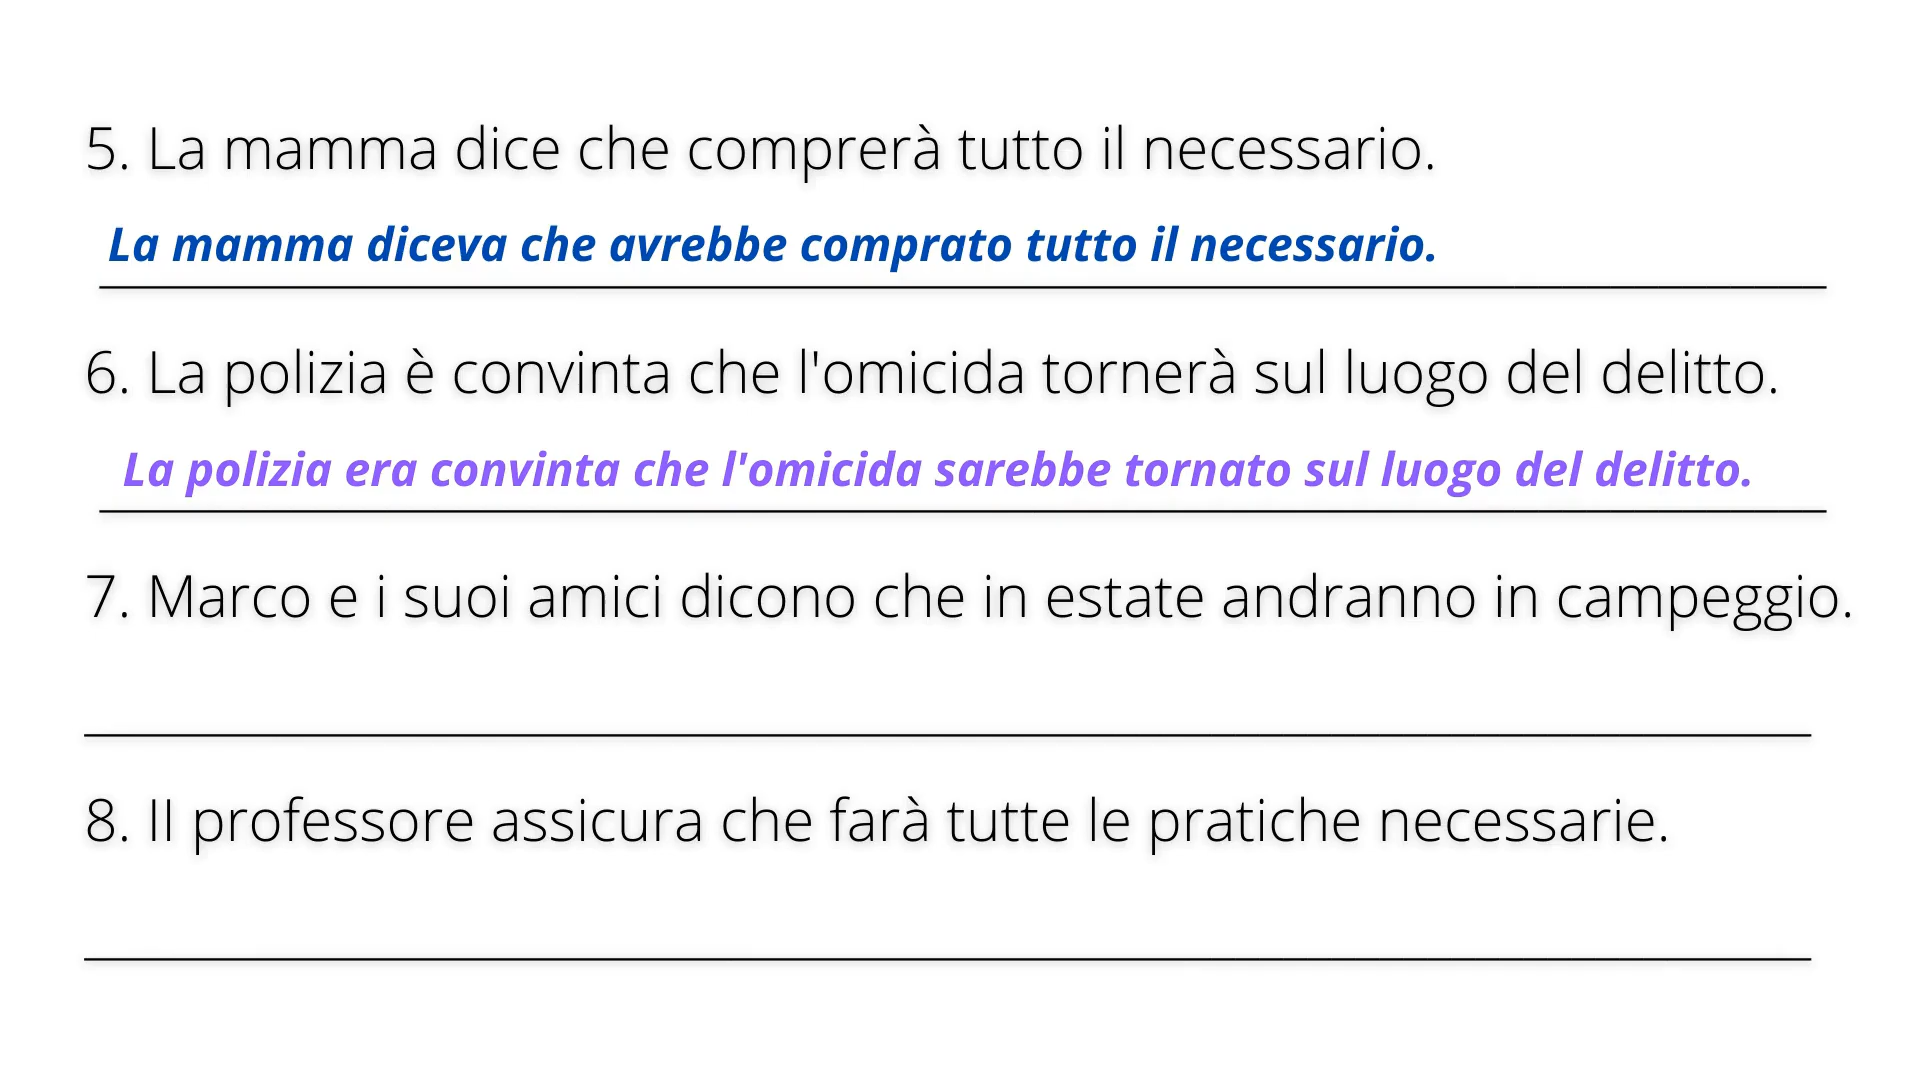 5. La mamma dice che comprerà tutto il necessario.
La mamma diceva che avrebbe comprato tutto il necessario.
6. La polizia è convinta che l'omicida tornerà sul luogo del delitto.
La polizia era convinta che l'omicida sarebbe tornato sul luogo del delitto.
7. Marco e i suoi amici dicono che in estate andranno in campeggio.
8. Il professore assicura che farà tutte le pratiche necessarie.